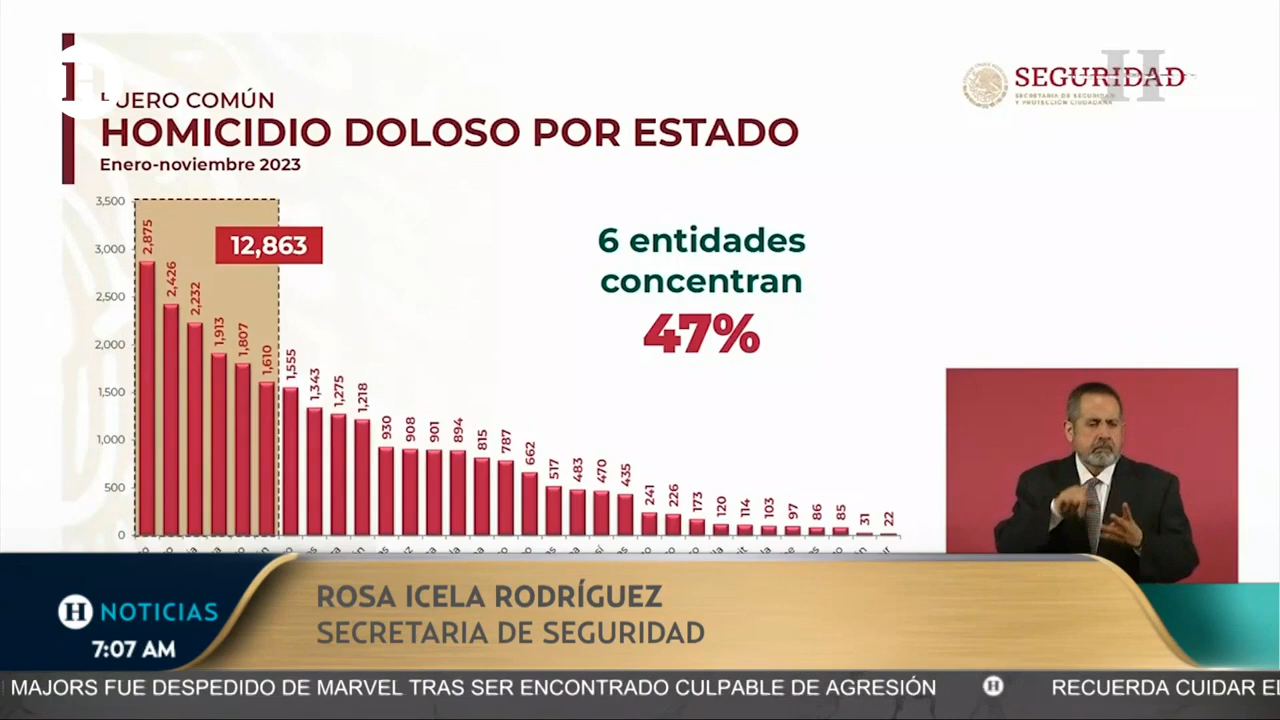 H
FUERO COMÚN
HOMICIDIO DOLOSO POR ESTADO
Enero-noviembre 2023
H
SEGURIDAD
SECRETARÍA DE SEGURIDAD
Y PROTECCIÓN CIUDADANA
3,500
3,000
2,500
2,000
1,500
1,000
500
0
2,875
2,426
2,232
1,913
1,807
1,610
1,555
1,343
1,275
1,218
930
908
901
894
815
787
662
517
483
470
435
241
226
173
120
114
103
97
86
85
31
22
12,863
6 entidades
concentran
47%
H NOTICIAS
7:07 AM
ROSA ICELA RODRÍGUEZ
SECRETARIA DE SEGURIDAD
MAJORS FUE DESPEDIDO DE MARVEL TRAS SER ENCONTRADO CULPABLE DE AGRESIÓN H RECUERDA CUIDAR